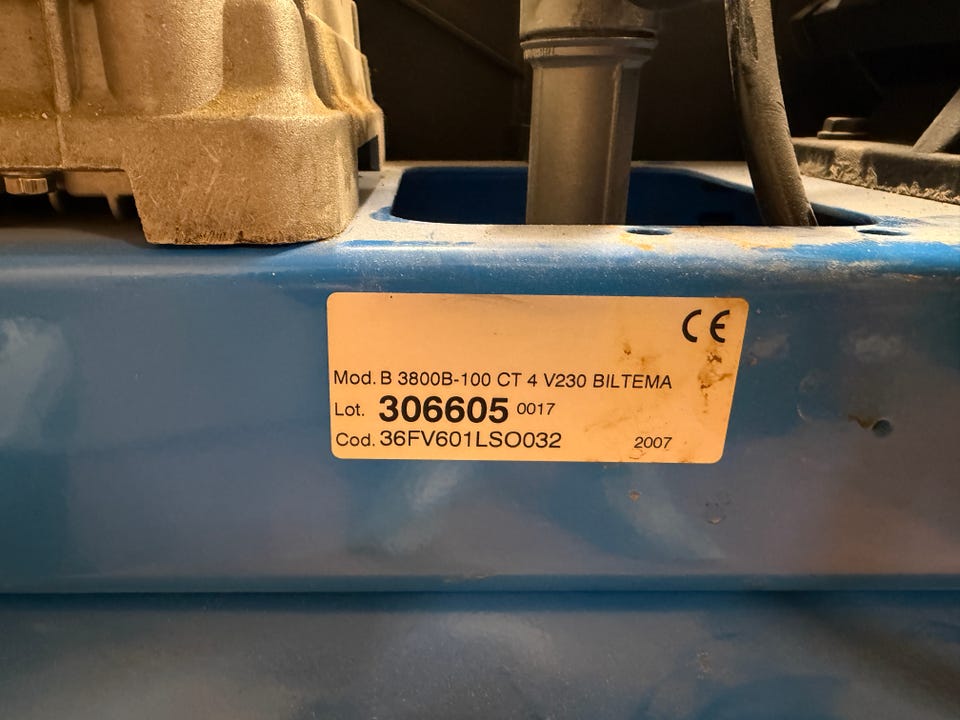 CE
Mod. B 3800B-100 CT 4 V230 BILTEMA
Lot. 306605 0017
Cod. 36FV601LSO032 2007